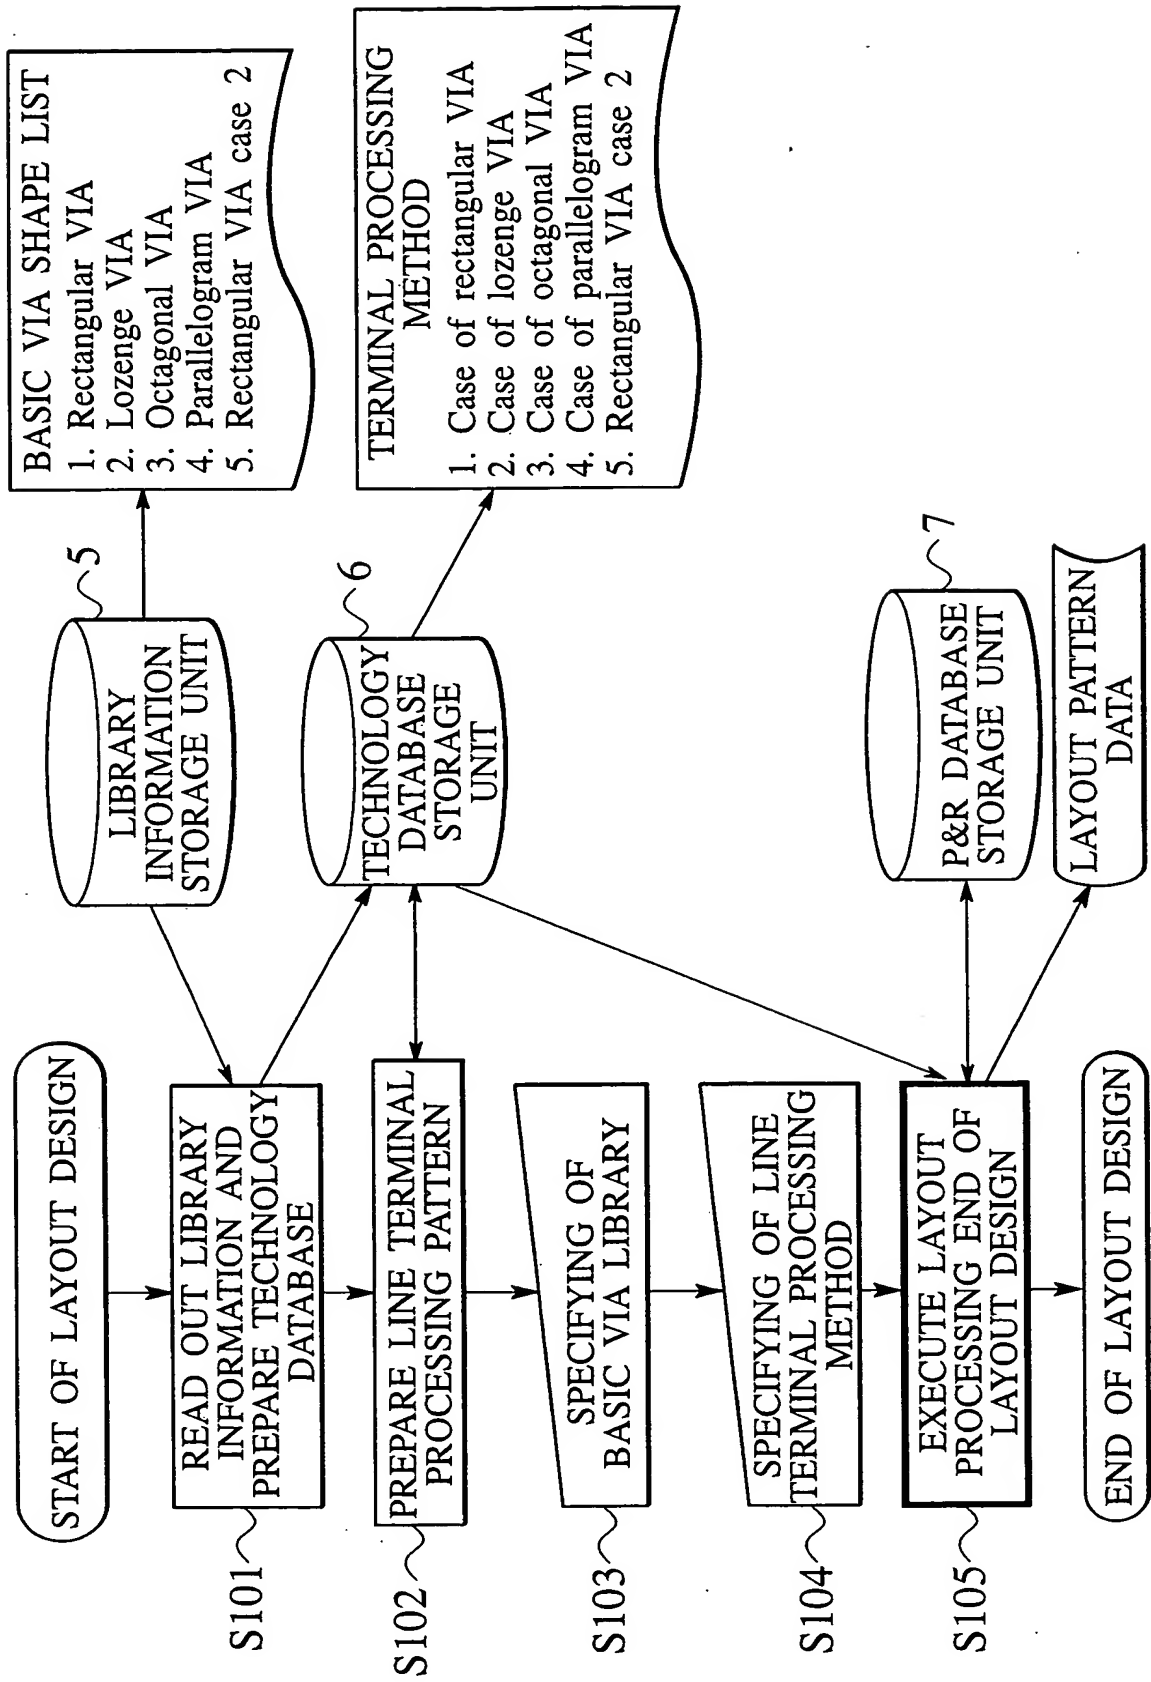 START OF LAYOUT DESIGN
S101
READ OUT LIBRARY
INFORMATION AND
PREPARE TECHNOLOGY
DATABASE
S102
PREPARE LINE TERMINAL
PROCESSING PATTERN
S103
SPECIFYING OF
BASIC VIA LIBRARY
S104
SPECIFYING OF LINE
TERMINAL PROCESSING
METHOD
S105
EXECUTE LAYOUT
PROCESSING END OF
LAYOUT DESIGN
END OF LAYOUT DESIGN
5
LIBRARY
INFORMATION
STORAGE UNIT
6
TECHNOLOGY
DATABASE
STORAGE
UNIT
7
P&R DATABASE
STORAGE UNIT
LAYOUT PATTERN
DATA
BASIC VIA SHAPE LIST
1. Rectangular VIA
2. Lozenge VIA
3. Octagonal VIA
4. Parallelogram VIA
5. Rectangular VIA case 2
TERMINAL PROCESSING
METHOD
1. Case of rectangular VIA
2. Case of lozenge VIA
3. Case of octagonal VIA
4. Case of parallelogram VIA
5. Rectangular VIA case 2